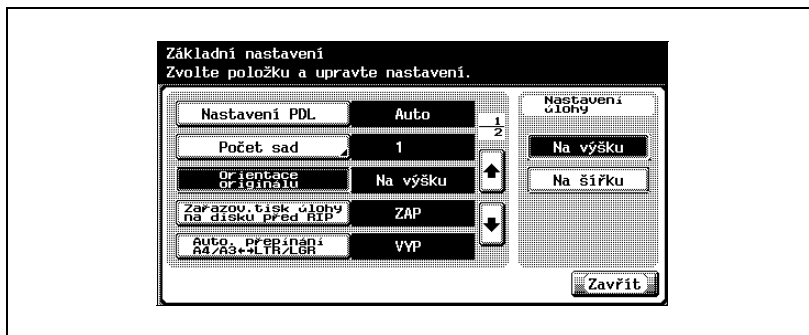 Základní nastavení
Zvolte položku a upravte nastavení.
Nastavení PDL
Auto
Počet sad
1
Orientace
originálu
Na výšku
Zařazov.tisk úlohy
na disku před RIP
ZAP
Auto. přepínání
A4/A3↔LTR/LGR
VYP
1
2
Nastavení
úlohy
Na výšku
Na šířku
Zavřít